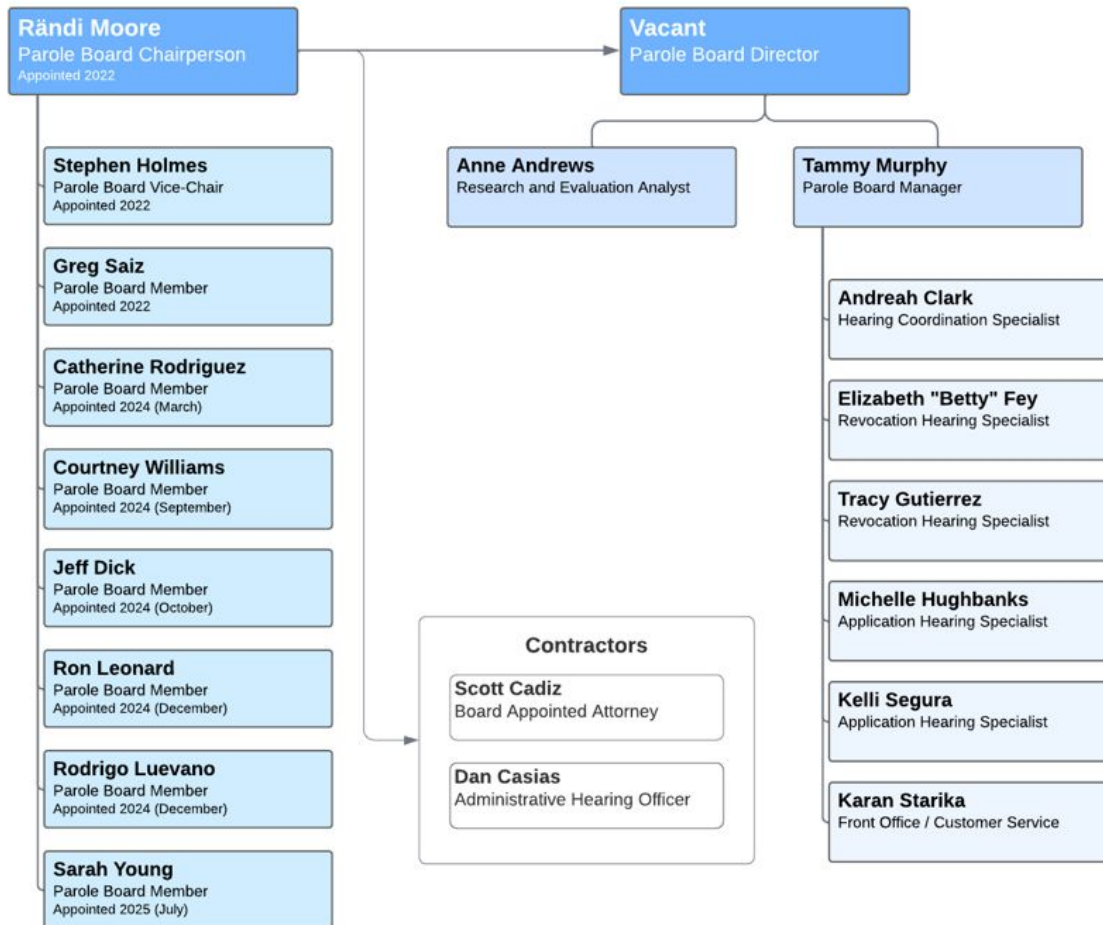 Rändi Moore
Parole Board Chairperson
Appointed 2022
Vacant
Parole Board Director
Stephen Holmes
Parole Board Vice-Chair
Appointed 2022
Greg Saiz
Parole Board Member
Appointed 2022
Catherine Rodriguez
Parole Board Member
Appointed 2024 (March)
Courtney Williams
Parole Board Member
Appointed 2024 (September)
Jeff Dick
Parole Board Member
Appointed 2024 (October)
Ron Leonard
Parole Board Member
Appointed 2024 (December)
Rodrigo Luevano
Parole Board Member
Appointed 2024 (December)
Sarah Young
Parole Board Member
Appointed 2025 (July)
Anne Andrews
Research and Evaluation Analyst
Tammy Murphy
Parole Board Manager
Andreah Clark
Hearing Coordination Specialist
Elizabeth "Betty" Fey
Revocation Hearing Specialist
Tracy Gutierrez
Revocation Hearing Specialist
Michelle Hughbanks
Application Hearing Specialist
Kelli Segura
Application Hearing Specialist
Karan Starika
Front Office / Customer Service
Contractors
Scott Cadiz
Board Appointed Attorney
Dan Casias
Administrative Hearing Officer